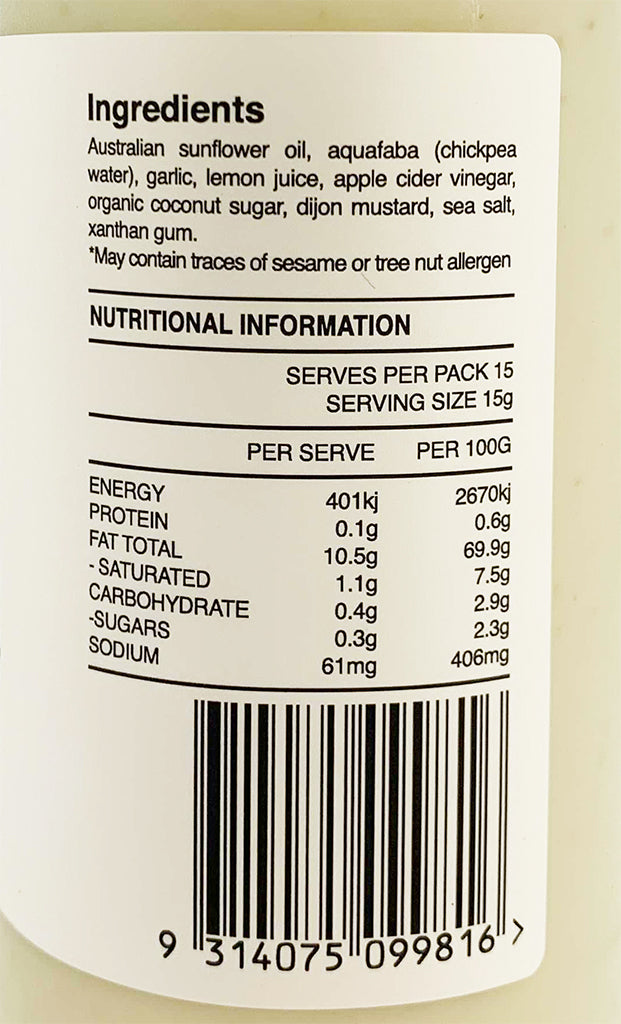 Ingredients
Australian sunflower oil, aquafaba (chickpea
water), garlic, lemon juice, apple cider vinegar,
organic coconut sugar, dijon mustard, sea salt,
xanthan gum.
*May contain traces of sesame or tree nut allergen
NUTRITIONAL INFORMATION
SERVES PER PACK 15
SERVING SIZE 15g
PER SERVE PER 100G
ENERGY 401kj 2670kj
PROTEIN 0.1g 0.6g
FAT TOTAL 10.5g 69.9g
- SATURATED 1.1g 7.5g
CARBOHYDRATE 0.4g 2.9g
-SUGARS 0.3g 2.3g
SODIUM 61mg 406mg
9 314075 099816 >